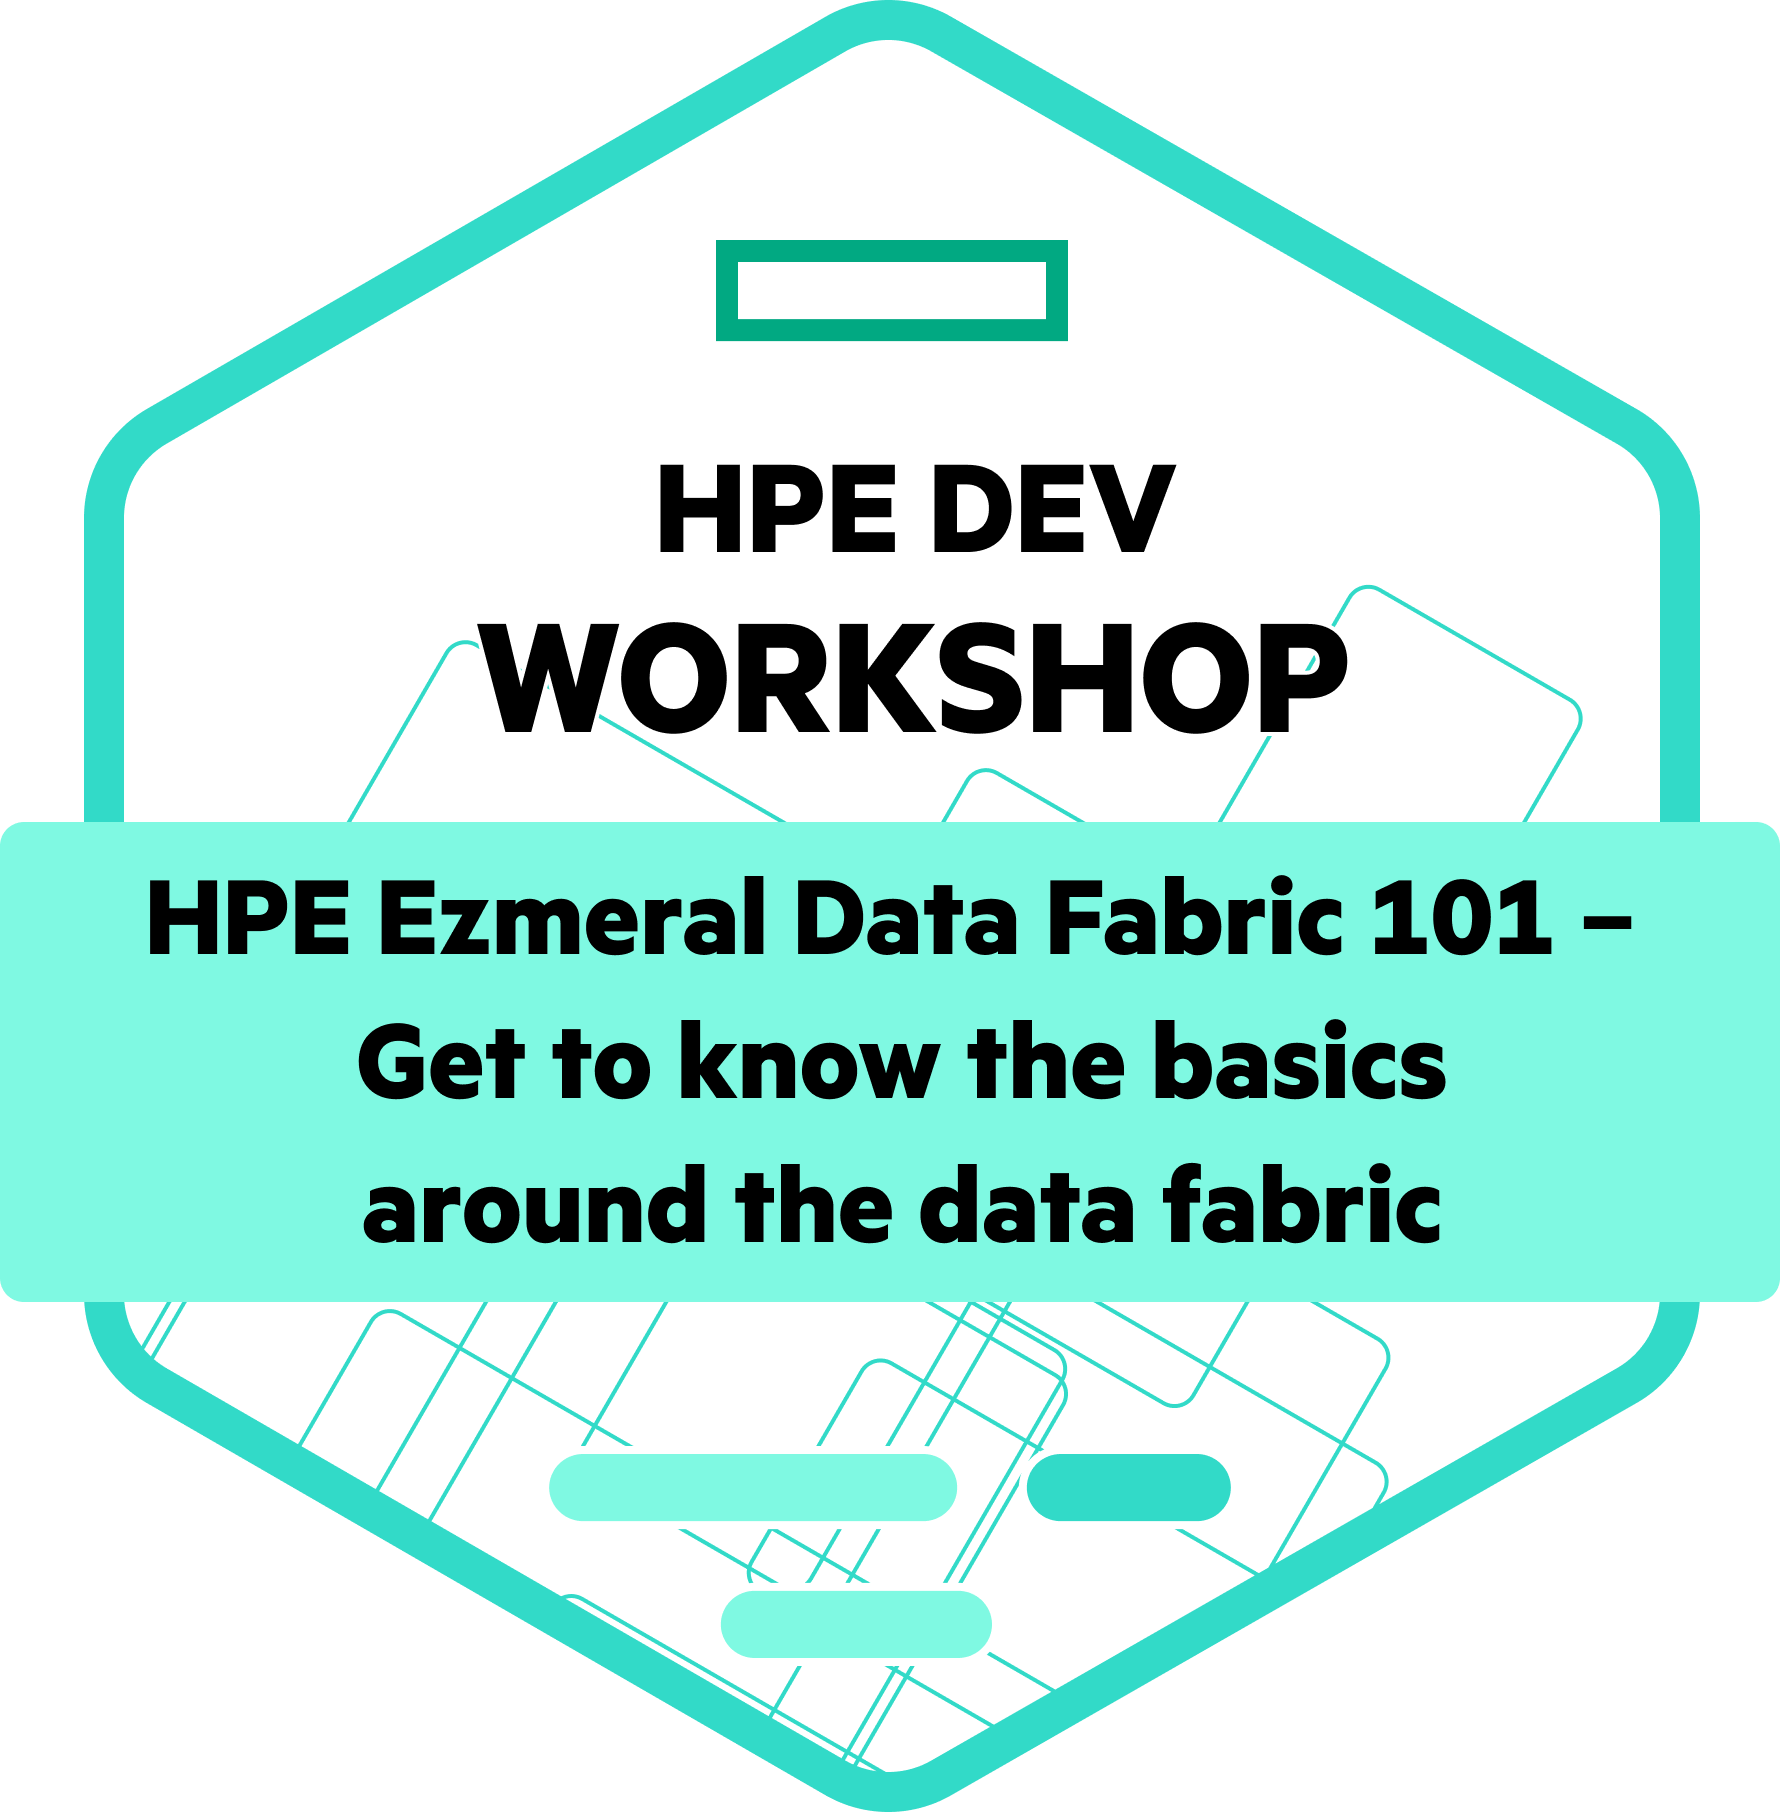 HPE DEV
WORKSHOP
HPE Ezmeral Data Fabric 101 –
Get to know the basics
around the data fabric